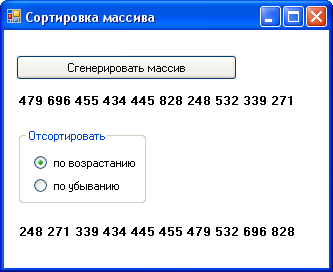 Сортировка массива
Сгенерировать массив
479 696 455 434 445 828 248 532 339 271
Отсортировать
по возрастанию
по убыванию
248 271 339 434 445 455 479 532 696 828